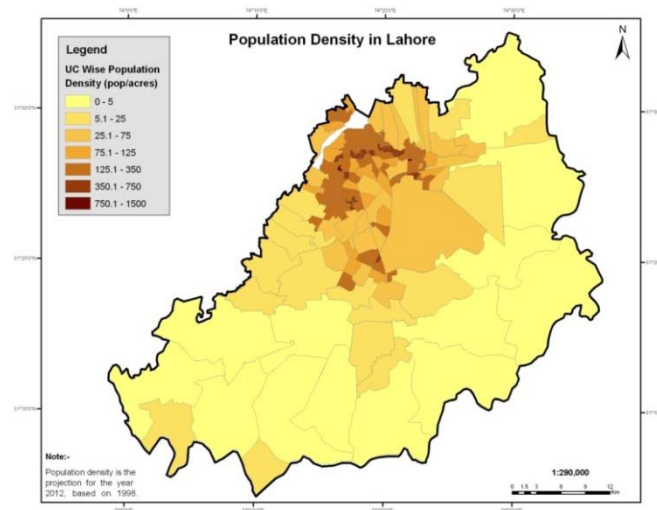 Population Density in Lahore
N
Legend
UC Wise Population
Density (pop/acres)
0 - 5
5.1 - 25
25.1 - 75
75.1 - 125
125.1 - 350
350.1 - 750
750.1 - 1500
Note:-
Population density is the
projection for the year
2012, based on 1998.
1:290,000
0 1.5 3 6 9 12
Km